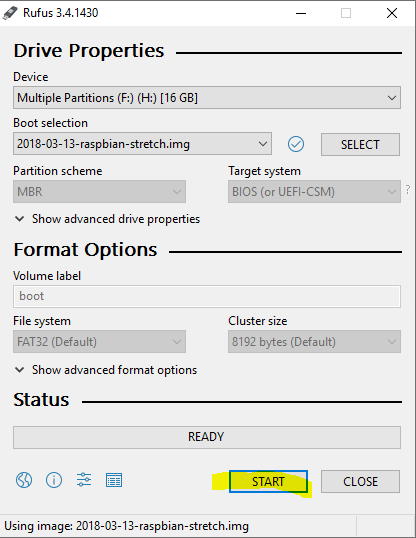 Rufus 3.4.1430
Drive Properties
Device
Multiple Partitions (F:) (H:) [16 GB]
Boot selection
2018-03-13-raspbian-stretch.img
SELECT
Partition scheme
Target system
MBR
BIOS (or UEFI-CSM)
?
Show advanced drive properties
Format Options
Volume label
boot
File system
Cluster size
FAT32 (Default)
8192 bytes (Default)
Show advanced format options
Status
READY
START
CLOSE
Using image: 2018-03-13-raspbian-stretch.img